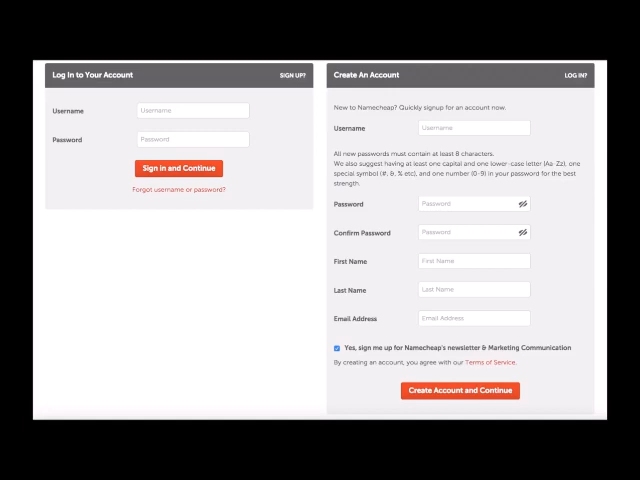 Log In to Your Account
SIGN UP?
Username
Username
Password
Password
Sign in and Continue
Forgot username or password?
Create An Account
LOG IN?
New to Namecheap? Quickly signup for an account now.
Username
Username
All new passwords must contain at least 8 characters.
We also suggest having at least one capital and one lower-case letter (Aa-Zz), one
special symbol (#, &, % etc), and one number (0-9) in your password for the best
strength.
Password
Password
Confirm Password
Password
First Name
First Name
Last Name
Last Name
Email Address
Email Address
Yes, sign me up for Namecheap's newsletter & Marketing Communication
By creating an account, you agree with our Terms of Service.
Create Account and Continue